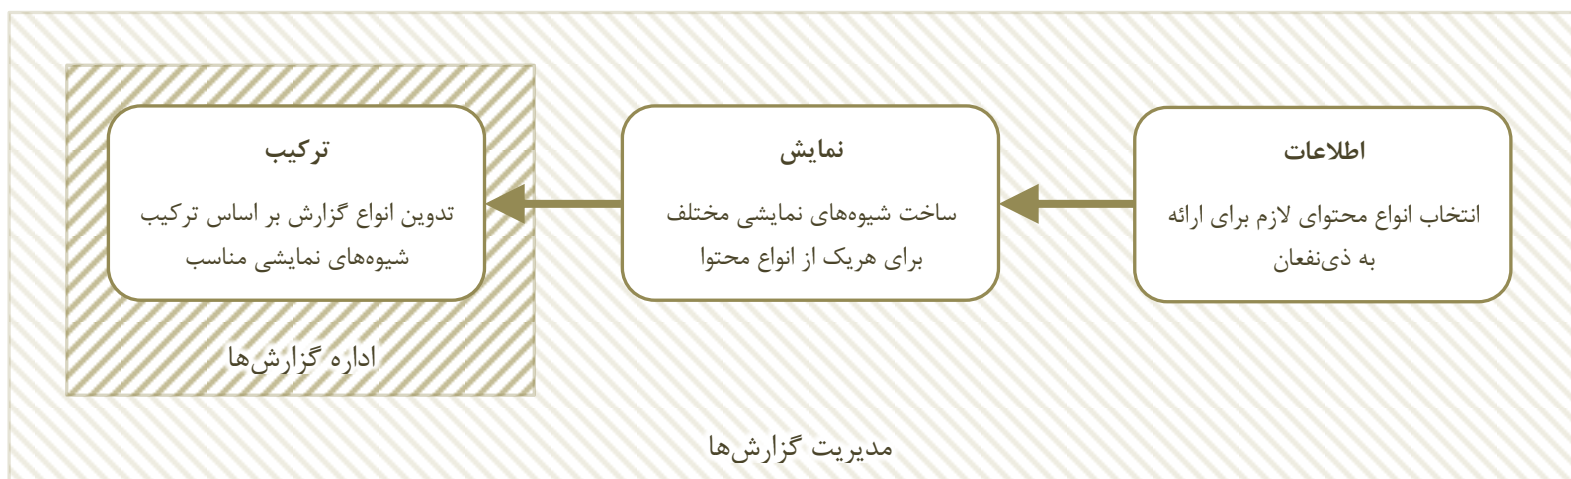 اطلاعات
انتخاب انواع محتوای لازم برای ارائه
به ذی‌نفعان
نمایش
ساخت شیوه‌های نمایشی مختلف
برای هریک از انواع محتوا
ترکیب
تدوین انواع گزارش بر اساس ترکیب
شیوه‌های نمایشی مناسب
اداره گزارش‌ها
مدیریت گزارش‌ها